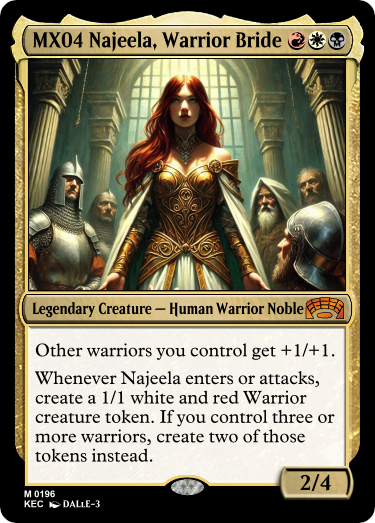 MX04 Najeela, Warrior Bride
Legendary Creature — Human Warrior Noble
Other warriors you control get +1/+1.
Whenever Najeela enters or attacks,
create a 1/1 white and red Warrior
creature token. If you control three or
more warriors, create two of those
tokens instead.
2/4
M 0196
KEC DALLE-3